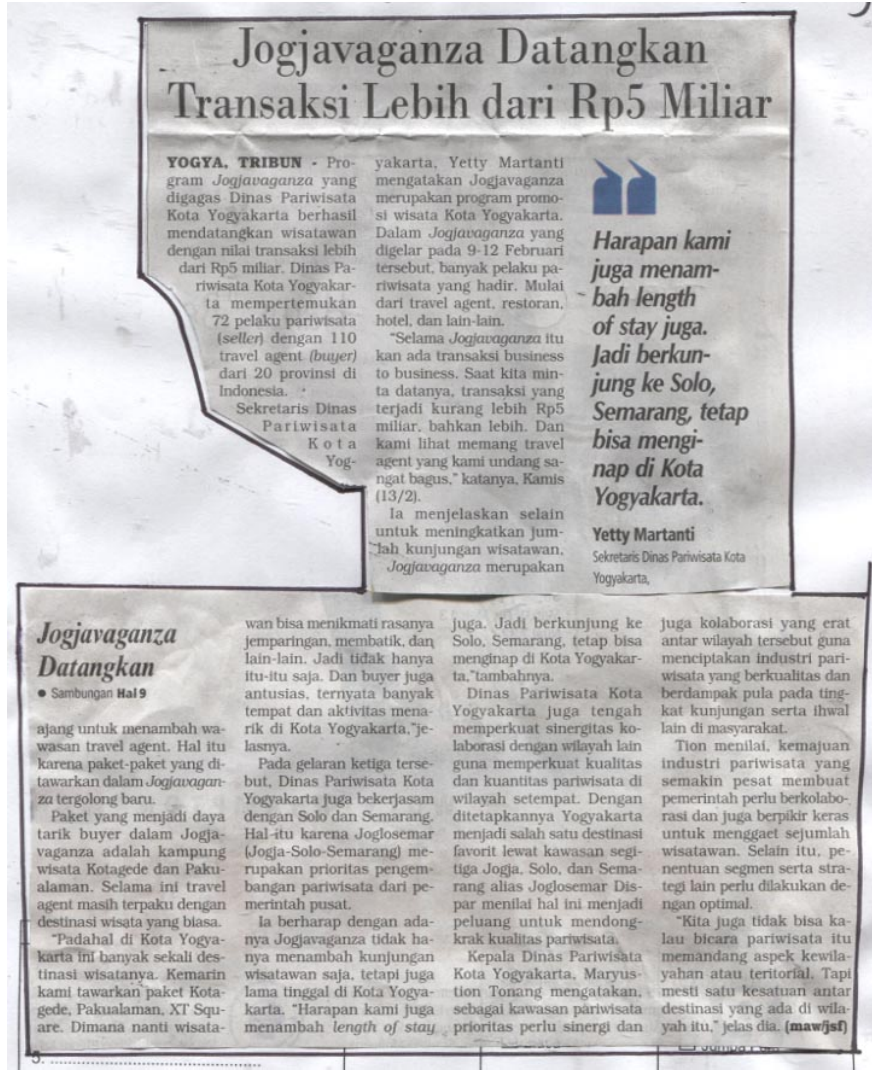 Jogjavaganza Datangkan
Transaksi Lebih dari Rp5 Miliar
YOGYA, TRIBUN - Pro-
gram Jogjavaganza yang
digagas Dinas Pariwisata
Kota Yogyakarta berhasil
mendatangkan wisatawan
dengan nilai transaksi lebih
dari Rp5 miliar. Dinas Pa-
riwisata Kota Yogyakar-
ta mempertemukan
72 pelaku pariwisata
(seller) dengan 110
travel agent (buyer)
dari 20 provinsi di
Indonesia.
Sekretaris Dinas
Pariwisata
Kota
Yog-
yakarta, Yetty Martanti
mengatakan Jogjavaganza
merupakan program promo-
si wisata Kota Yogyakarta.
Dalam Jogjavaganza yang
digelar pada 9-12 Februari
tersebut, banyak pelaku pa-
riwisata yang hadir. Mulai
dari travel agent, restoran,
hotel, dan lain-lain.
"Selama Jogjavaganza itu
kan ada transaksi business
to business. Saat kita min-
ta datanya, transaksi yang
terjadi kurang lebih Rp5
miliar, bahkan lebih. Dan
kami lihat memang travel
agent yang kami undang sa-
ngat bagus," katanya, Kamis
(13/2).
Ia menjelaskan selain
untuk meningkatkan jum-
lah kunjungan wisatawan,
Jogjavaganza merupakan
Harapan kami
juga menam-
bah length
of stay juga.
Jadi berkun-
jung ke Solo,
Semarang, tetap
bisa mengi-
nap di Kota
Yogyakarta.
Yetty Martanti
Sekretaris Dinas Pariwisata Kota
Yogyakarta,
Jogjavaganza
Datangkan
● Sambungan Hal 9
ajang untuk menambah wa-
wasan travel agent. Hal itu
karena paket-paket yang di-
tawarkan dalam Jogjavagan-
za tergolong baru.
Paket yang menjadi daya
tarik buyer dalam Jogja-
vaganza adalah kampung
wisata Kotagede dan Paku-
alaman. Selama ini travel
agent masih terpaku dengan
destinasi wisata yang biasa.
"Padahal di Kota Yogya-
karta ini banyak sekali des-
tinasi wisatanya. Kemarin
kami tawarkan paket Kota-
gede, Pakualaman, XT Squ-
are. Dimana nanti wisata-
wan bisa menikmati rasanya
jemparingan, membatik, dan
lain-lain. Jadi tidak hanya
itu-itu saja. Dan buyer juga
antusias, ternyata banyak
tempat dan aktivitas mena-
rik di Kota Yogyakarta,"je-
lasnya.
Pada gelaran ketiga terse-
but, Dinas Pariwisata Kota
Yogyakarta juga bekerjasam
dengan Solo dan Semarang.
Hal-itu karena Joglosemar
(Jogja-Solo-Semarang) me-
rupakan prioritas pengem-
bangan pariwisata dari pe-
merintah pusat.
Ia berharap dengan ada-
nya Jogjavaganza tidak ha-
nya menambah kunjungan
wisatawan saja, tetapi juga
lama tinggal di Kota Yogya-
karta. "Harapan kami juga
menambah length of stay
juga. Jadi berkunjung ke
Solo, Semarang, tetap bisa
menginap di Kota Yogyakar-
ta,"tambahnya.
Dinas Pariwisata Kota
Yogyakarta juga tengah
memperkuat sinergitas ko-
laborasi dengan wilayah lain
guna memperkuat kualitas
dan kuantitas pariwisata di
wilayah setempat. Dengan
ditetapkannya Yogyakarta
menjadi salah satu destinasi
favorit lewat kawasan segi-
tiga Jogja, Solo, dan Sema-
rang alias Joglosemar Dis-
par menilai hal ini menjadi
peluang untuk mendong-
krak kualitas pariwisata.
Kepala Dinas Pariwisata
Kota Yogyakarta, Maryus-
tion Tonang mengatakan,
sebagai kawasan pariwisata
prioritas perlu sinergi dan
juga kolaborasi yang erat
antar wilayah tersebut guna
menciptakan industri pari-
wisata yang berkualitas dan
berdampak pula pada ting-
kat kunjungan serta ihwal
lain di masyarakat.
Tion menilai, kemajuan
industri pariwisata yang
semakin pesat membuat
pemerintah perlu berkolabo-
rasi dan juga berpikir keras
untuk menggaet sejumlah
wisatawan. Selain itu, pe-
nentuan segmen serta stra-
tegi lain perlu dilakukan de-
ngan optimal.
"Kita juga tidak bisa ka-
lau bicara pariwisata itu
memandang aspek kewila-
yahan atau teritorial. Tapi
mesti satu kesatuan antar
destinasi yang ada di wila-
yah itu," jelas dia. (maw/jsf)